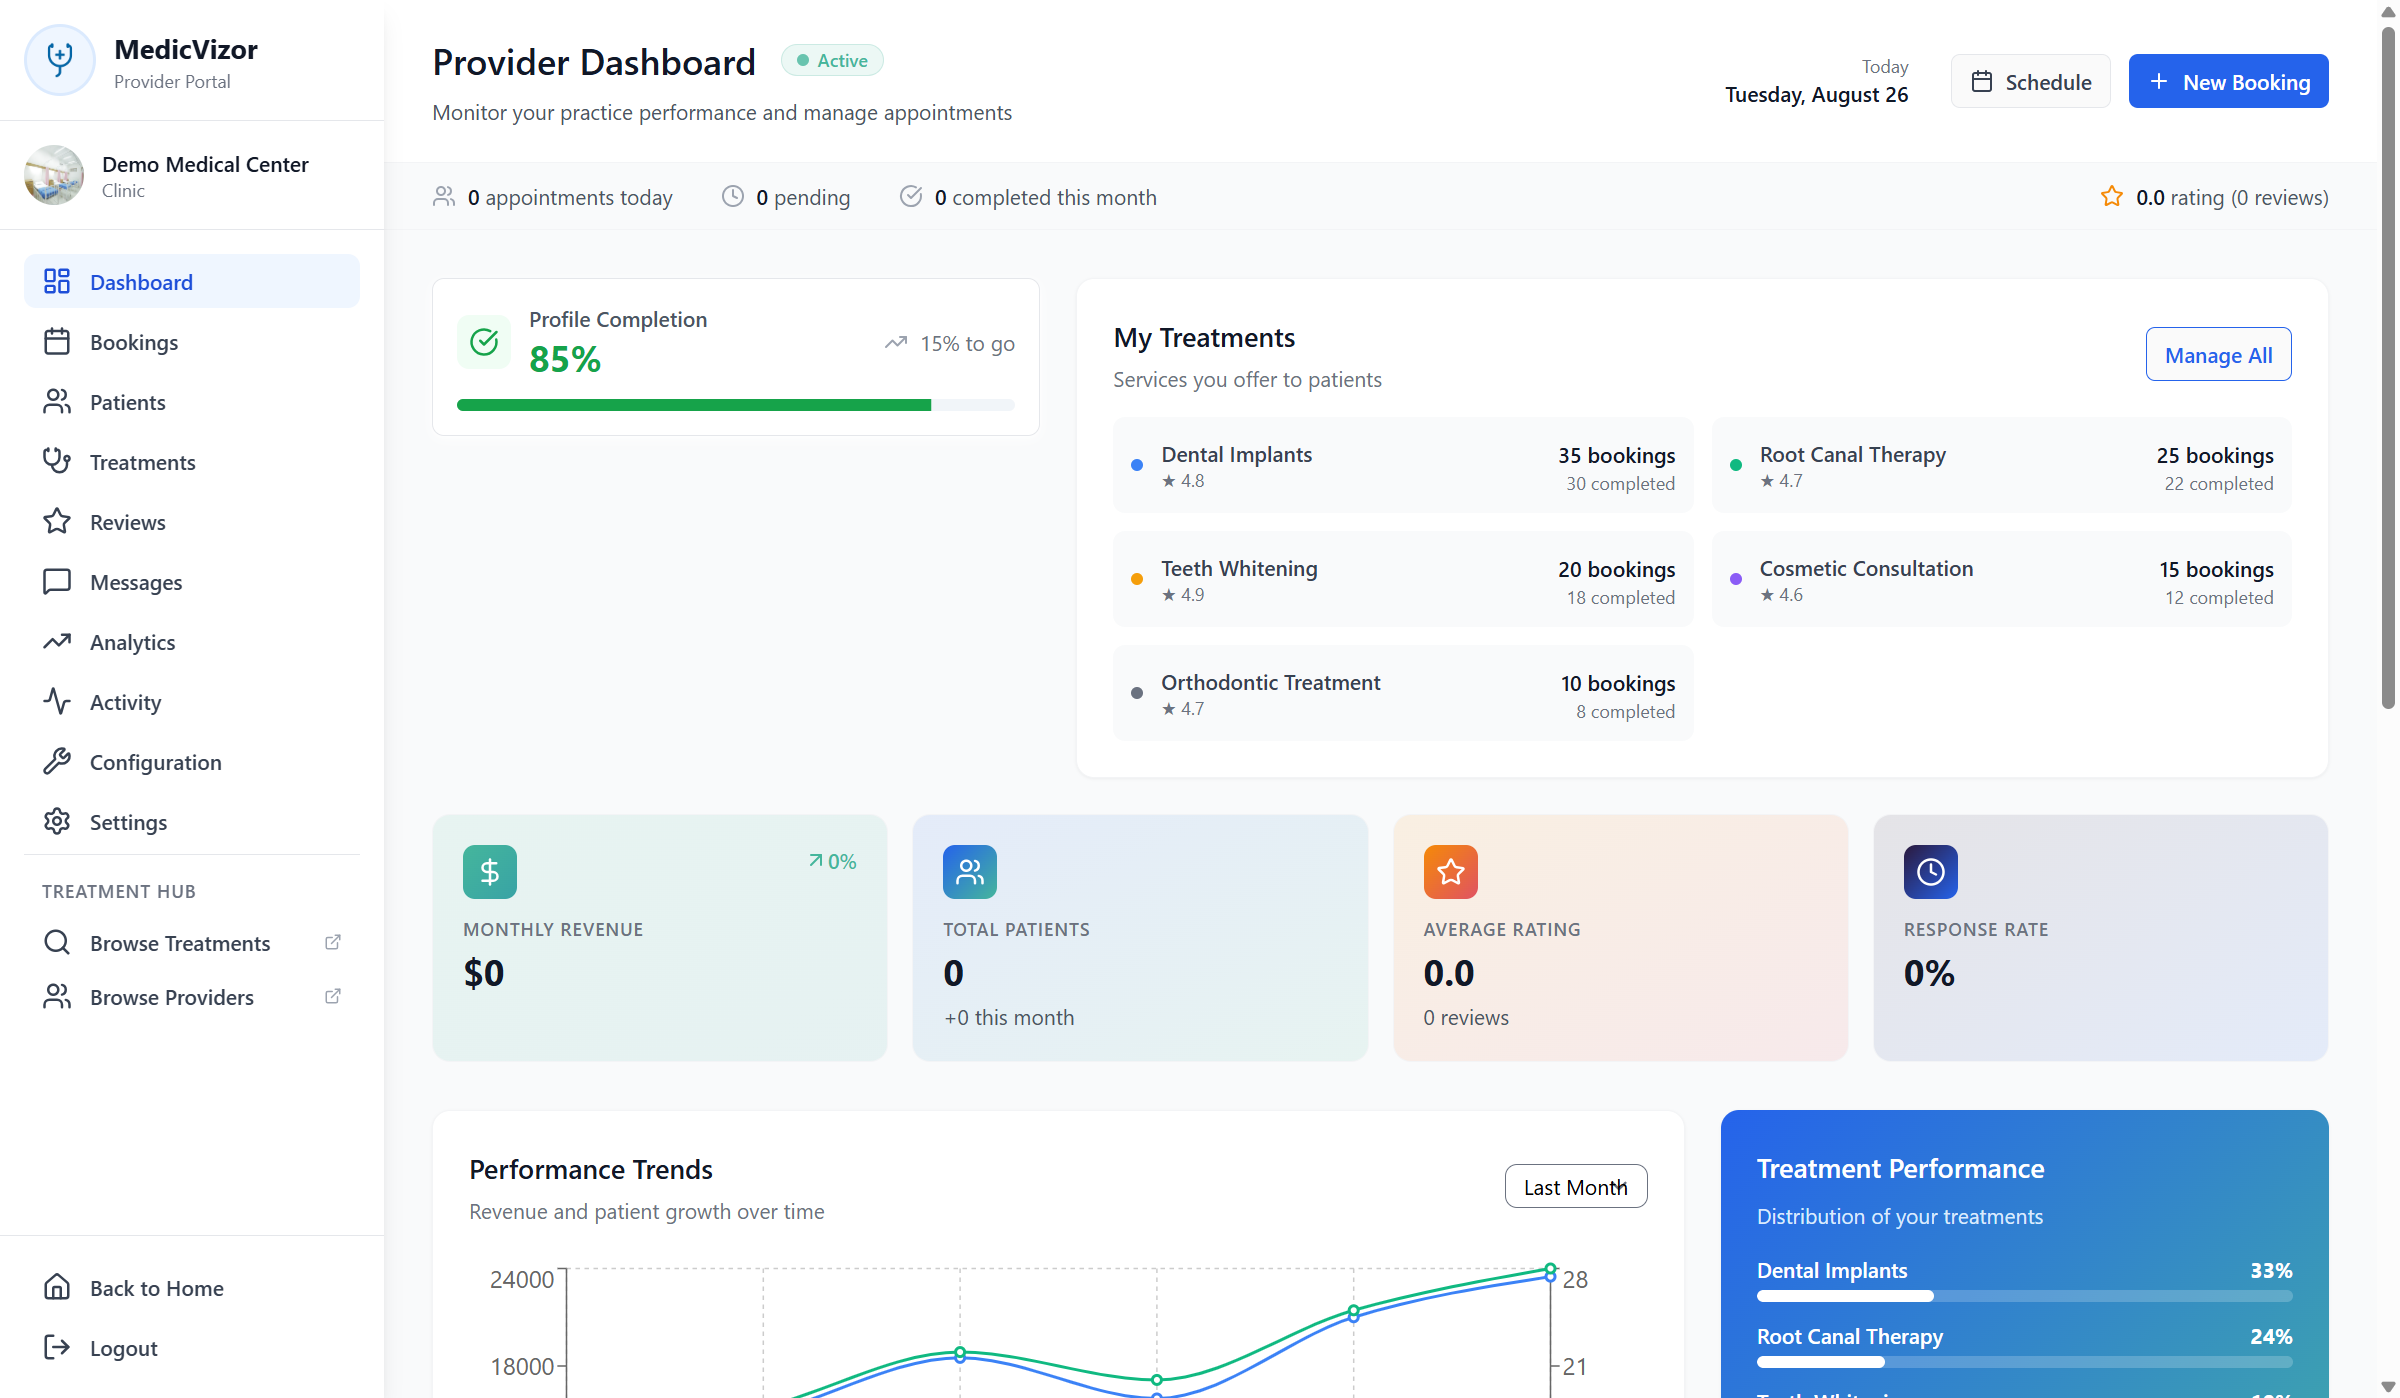 MedicVizor
Provider Portal
Demo Medical Center
Clinic
Dashboard
Bookings
Patients
Treatments
Reviews
Messages
Analytics
Activity
Configuration
Settings
TREATMENT HUB
Browse Treatments
Browse Providers
Back to Home
Logout
Provider Dashboard
Active
Monitor your practice performance and manage appointments
Today
Tuesday, August 26
Schedule
New Booking
0 appointments today
0 pending
0 completed this month
0.0 rating (0 reviews)
Profile Completion
85%
15% to go
My Treatments
Services you offer to patients
Manage All
Dental Implants
★ 4.8
35 bookings
30 completed
Root Canal Therapy
★ 4.7
25 bookings
22 completed
Teeth Whitening
★ 4.9
20 bookings
18 completed
Cosmetic Consultation
★ 4.6
15 bookings
12 completed
Orthodontic Treatment
★ 4.7
10 bookings
8 completed
0%
MONTHLY REVENUE
$0
TOTAL PATIENTS
0
+0 this month
AVERAGE RATING
0.0
0 reviews
RESPONSE RATE
0%
Performance Trends
Revenue and patient growth over time
Last Month
24000
28
18000
21
Treatment Performance
Distribution of your treatments
Dental Implants
33%
Root Canal Therapy
24%